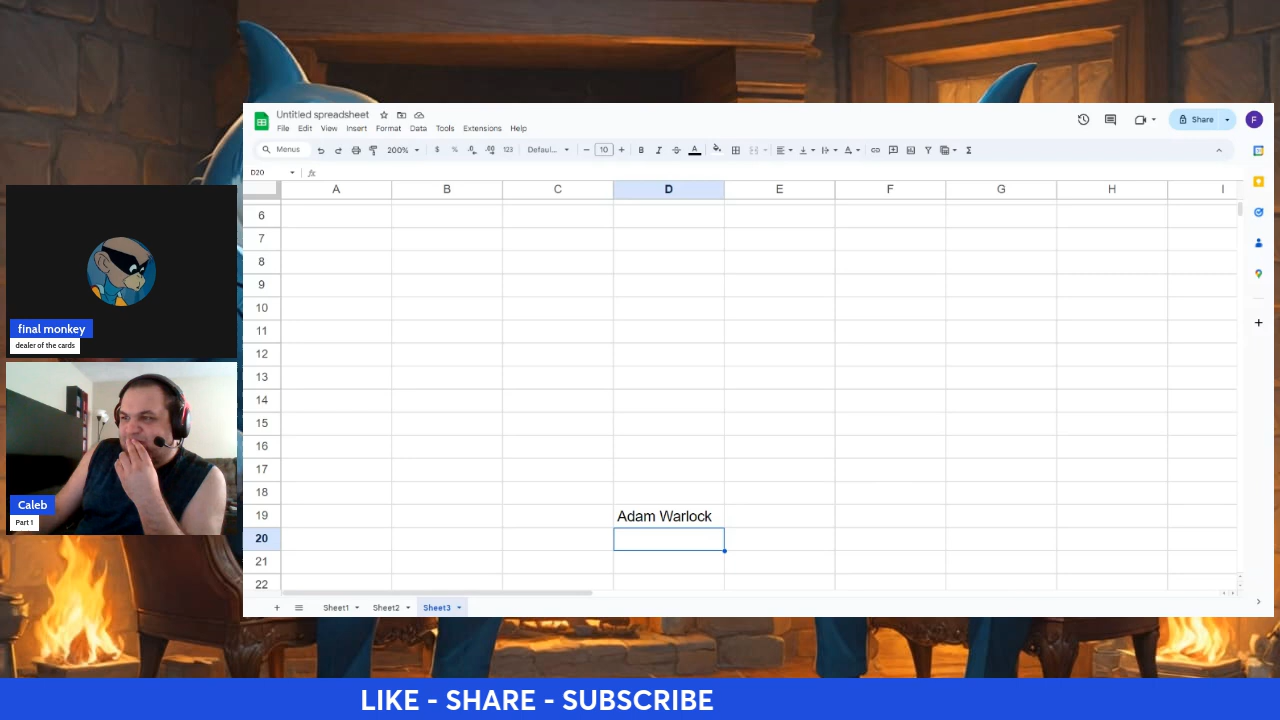 Untitled spreadsheet
File Edit View Insert Format Data Tools Extensions Help
Share
F
Menus 200% $ % .0 .00 123 Defaul... 10 B I A
D20 fx
A B C D E F G H I
6
7
8
9
10
11
12
13
14
15
16
17
18
19 Adam Warlock
20
21
22
Sheet1 Sheet2 Sheet3
final monkey
dealer of the cards
Caleb
Part 1
LIKE - SHARE - SUBSCRIBE